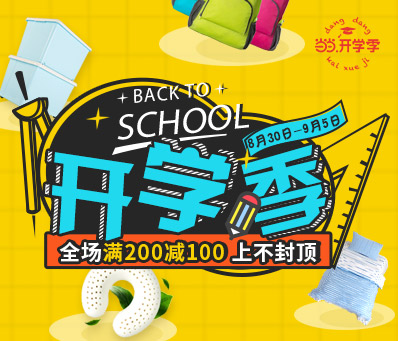 dang dang
当当.开学季
kai xue ji
BACK TO
SCHOOL
8月30日-9月5日
开学季
全场满200减100 上不封顶